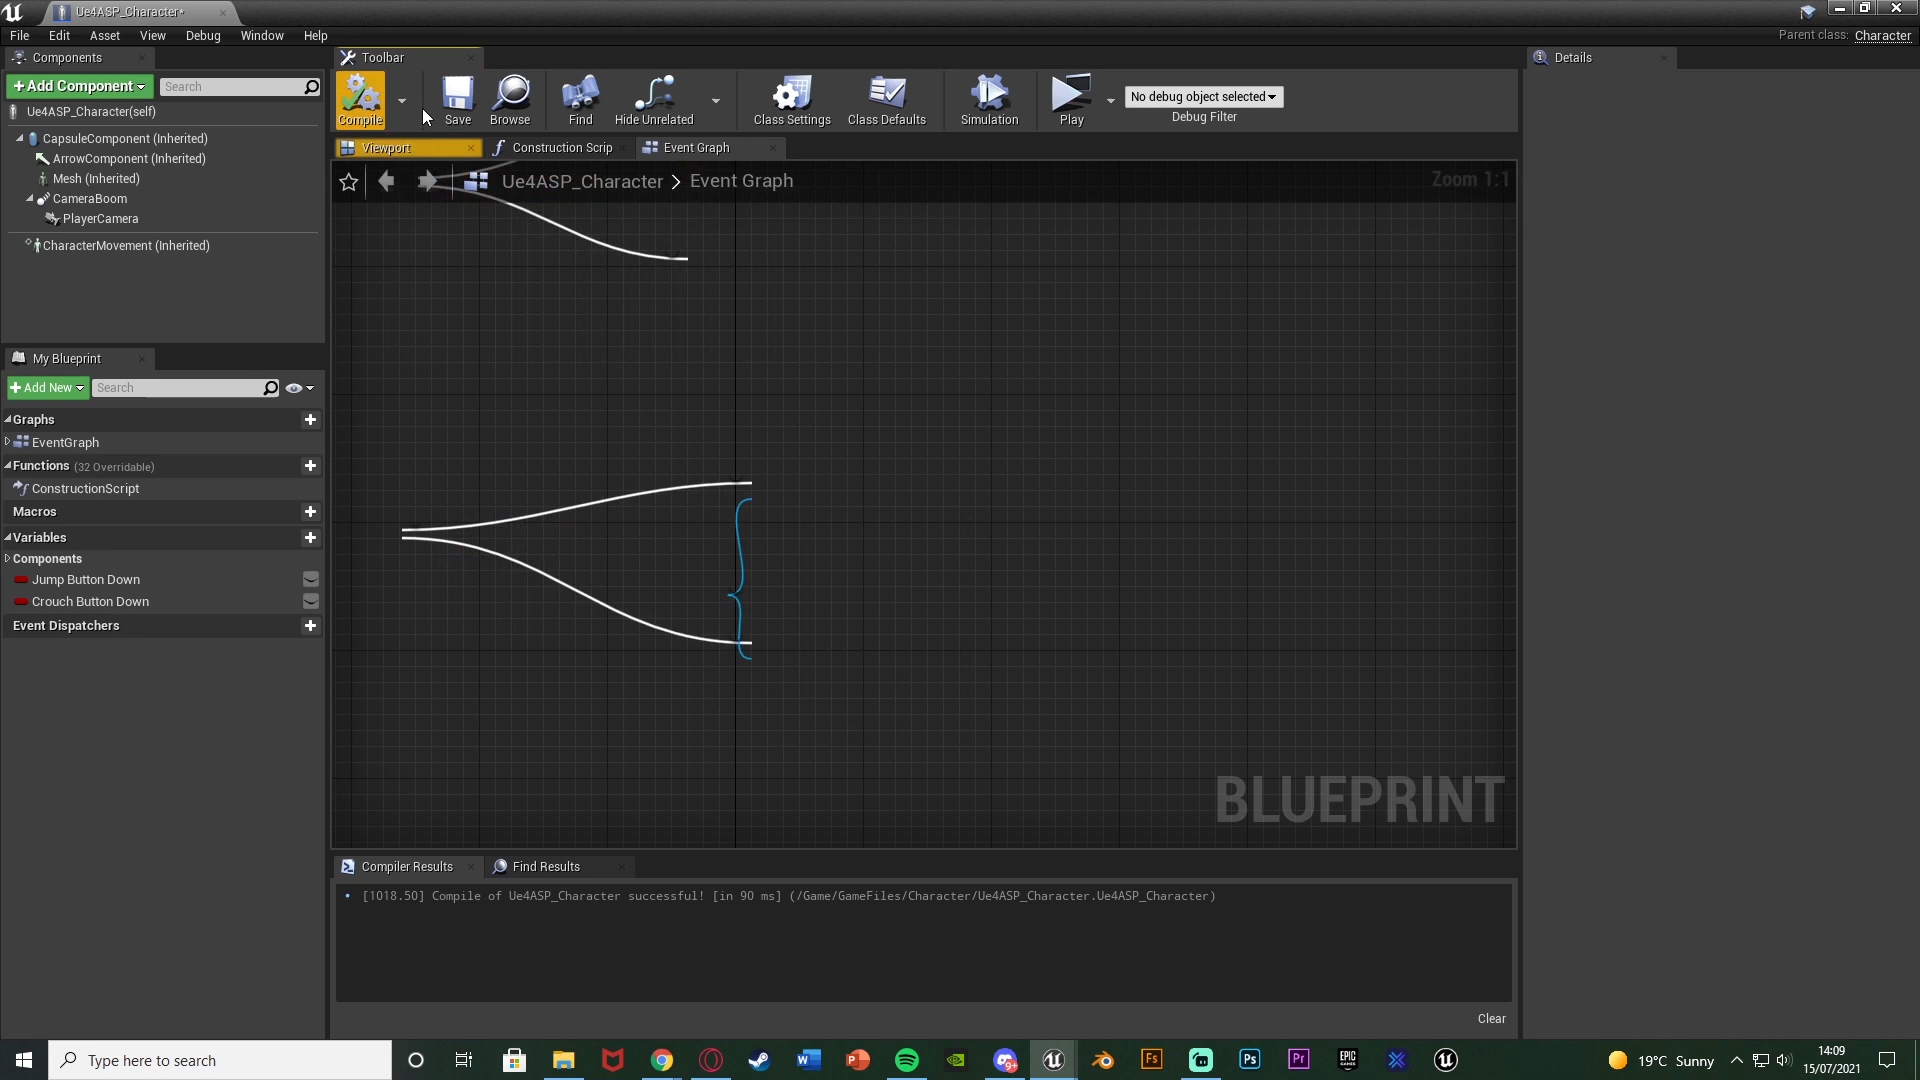 Ue4ASP_Character*
File Edit Asset View Debug Window Help
Parent class: Character
Components
Toolbar
Details
Add Component
Search
Ue4ASP_Character(self)
CapsuleComponent (Inherited)
ArrowComponent (Inherited)
Mesh (Inherited)
CameraBoom
PlayerCamera
CharacterMovement (Inherited)
Compile Save Browse Find Hide Unrelated Class Settings Class Defaults Simulation Play
No debug object selected
Debug Filter
Viewport
Construction Scrip
Event Graph
Ue4ASP_Character > Event Graph
Zoom 1:1
My Blueprint
Add New
Search
Graphs
EventGraph
Functions (32 Overridable)
ConstructionScript
Macros
Variables
Components
Jump Button Down
Crouch Button Down
Event Dispatchers
BLUEPRINT
Compiler Results
Find Results
[1018.50] Compile of Ue4ASP_Character successful! [in 90 ms] (/Game/GameFiles/Character/Ue4ASP_Character.Ue4ASP_Character)
Clear
Type here to search
19°C Sunny
14:09
15/07/2021